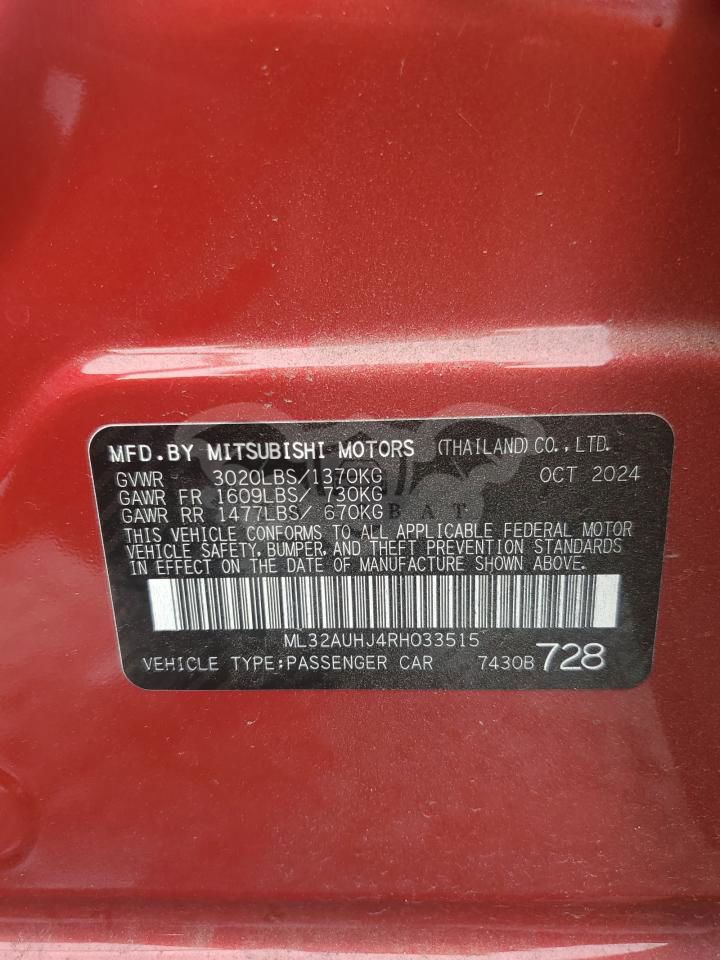 MFD.BY MITSUBISHI MOTORS (THAILAND)CO.,LTD.
GVWR 3020LBS/1370KG OCT 2024
GAWR FR 1609LBS/ 730KG
GAWR RR 1477LBS/ 670KG
THIS VEHICLE CONFORMS TO ALL APPLICABLE FEDERAL MOTOR
VEHICLE SAFETY, BUMPER, AND THEFT PREVENTION STANDARDS
IN EFFECT ON THE DATE OF MANUFACTURE SHOWN ABOVE.
ML32AUHJ4RH033515
VEHICLE TYPE:PASSENGER CAR 7430B 728